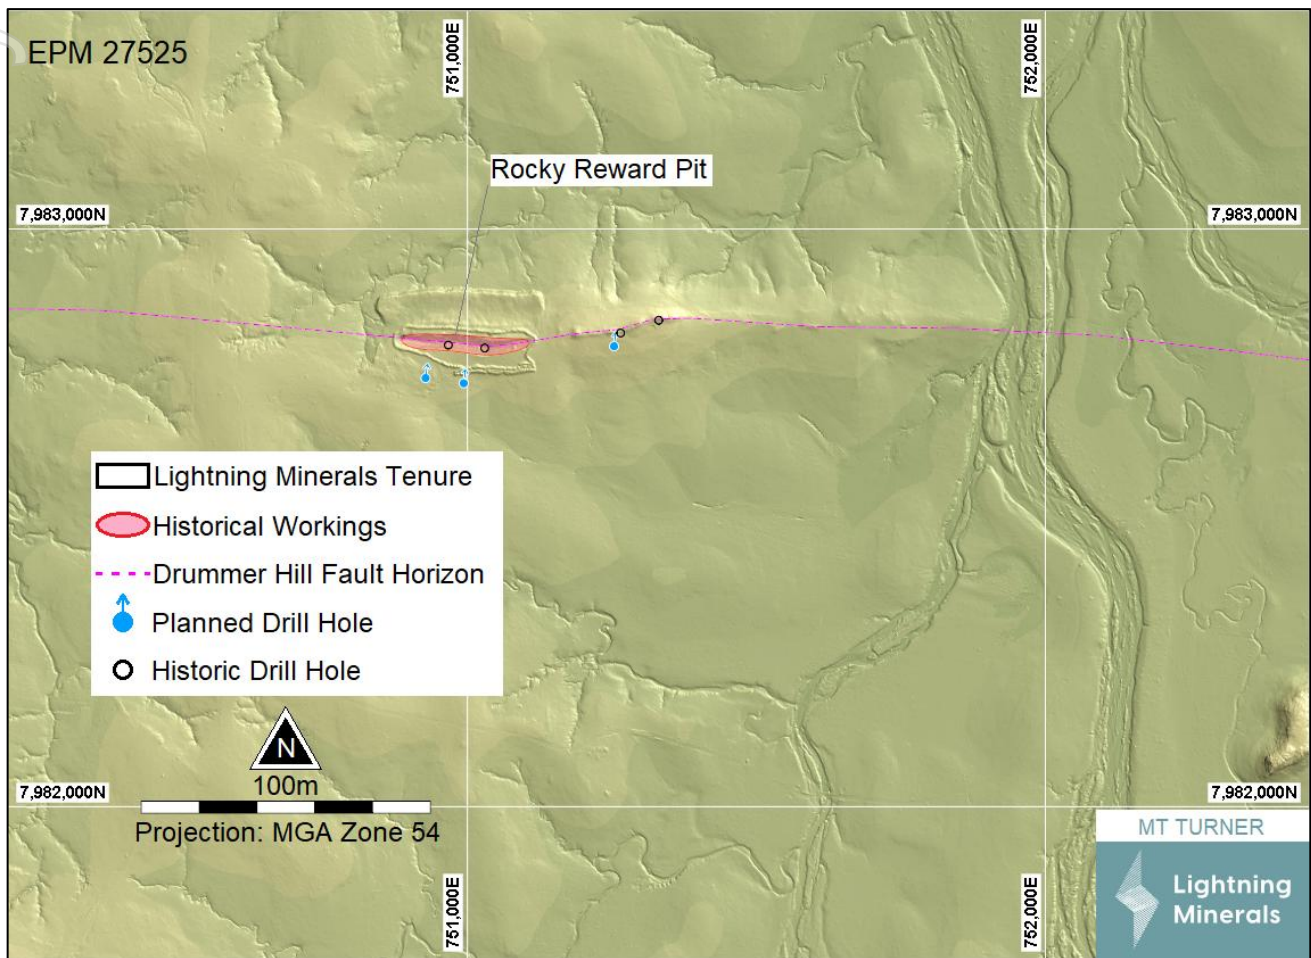 EPM 27525
751,000E
752,000E
Rocky Reward Pit
7,983,000N
7,983,000N
Lightning Minerals Tenure
Historical Workings
Drummer Hill Fault Horizon
Planned Drill Hole
Historic Drill Hole
N
100m
Projection: MGA Zone 54
7,982,000N
7,982,000N
751,000E
752,000E
MT TURNER
Lightning
Minerals